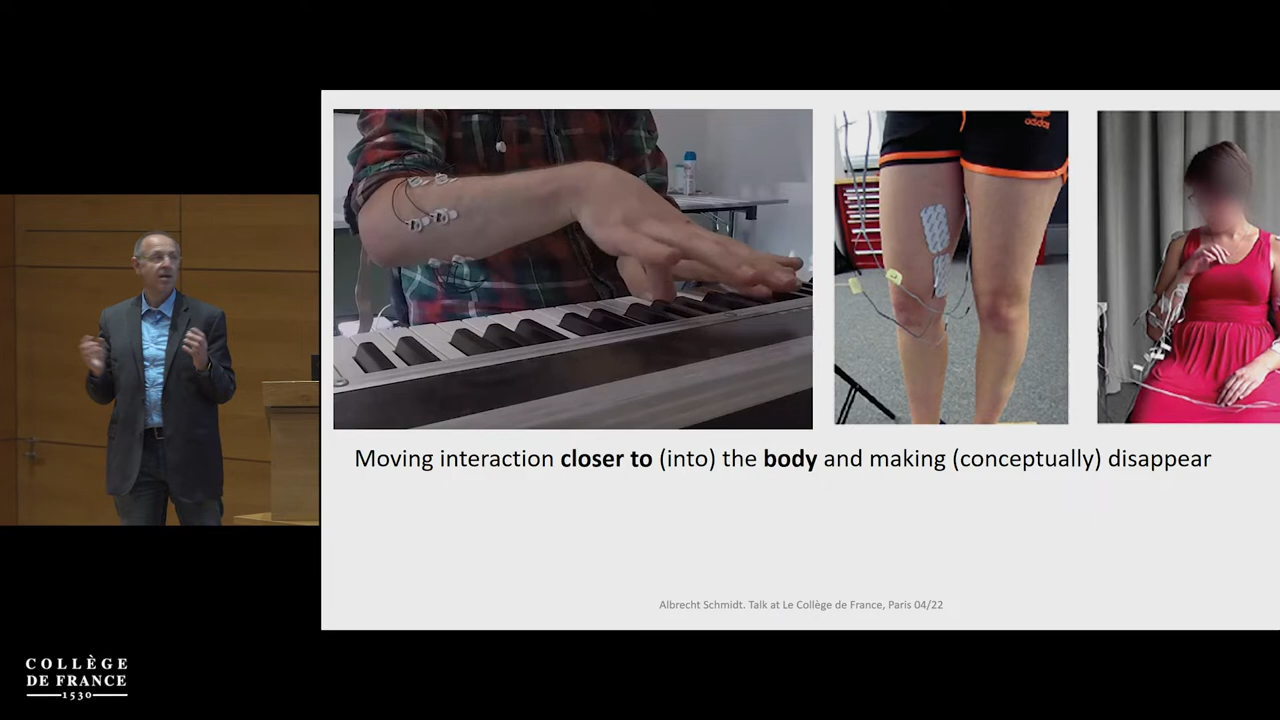 adidas
Moving interaction closer to (into) the body and making (conceptually) disappear
Albrecht Schmidt. Talk at Le Collège de France, Paris 04/22
COLLÈGE
DE FRANCE
1530